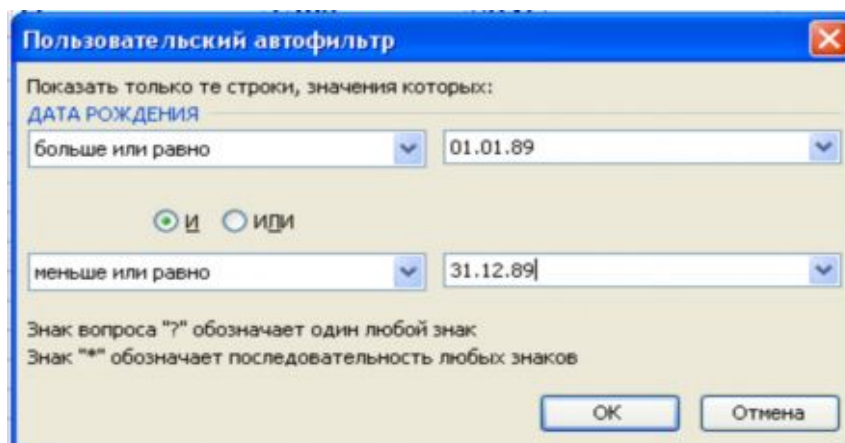 Пользовательский автофильтр
Показать только те строки, значения которых:
ДАТА РОЖДЕНИЯ
больше или равно 01.01.89
И ИЛИ
меньше или равно 31.12.89
Знак вопроса "?" обозначает один любой знак
Знак "*" обозначает последовательность любых знаков
ОК Отмена